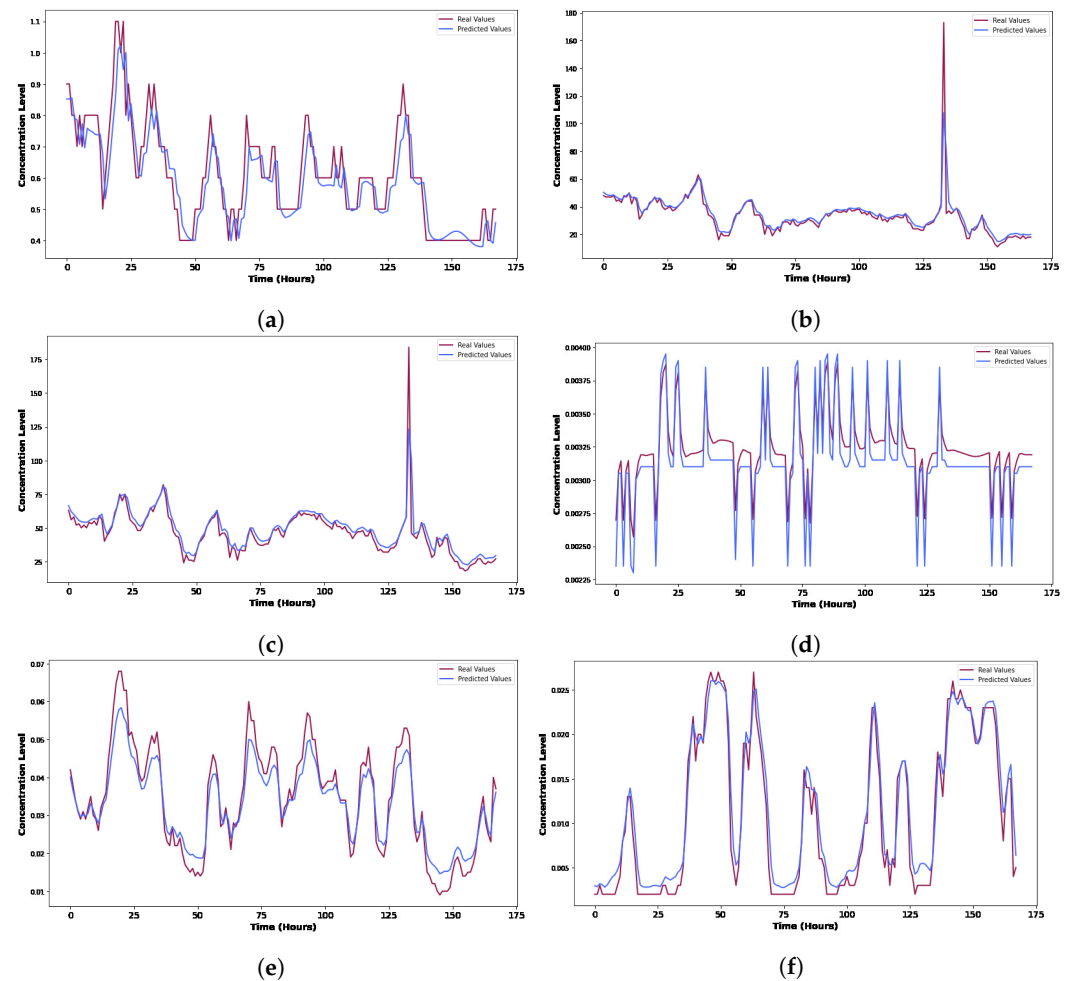 Real Values
Predicted Values
1.1
1.0
0.9
0.8
0.7
0.6
0.5
0.4
Concentration Level
0 25 50 75 100 125 150 175
Time (Hours)
(a)
Real Values
Predicted Values
180
160
140
120
100
80
60
40
20
Concentration Level
0 25 50 75 100 125 150 175
Time (Hours)
(b)
Real Values
Predicted Values
175
150
125
100
75
50
25
Concentration Level
0 25 50 75 100 125 150 175
Time (Hours)
(c)
Real Values
Predicted Values
0.00400
0.00375
0.00350
0.00325
0.00300
0.00275
0.00250
0.00225
Concentration Level
0 25 50 75 100 125 150 175
Time (Hours)
(d)
Real Values
Predicted Values
0.07
0.06
0.05
0.04
0.03
0.02
0.01
Concentration Level
0 25 50 75 100 125 150 175
Time (Hours)
(e)
Real Values
Predicted Values
0.025
0.020
0.015
0.010
0.005
Concentration Level
0 25 50 75 100 125 150 175
Time (Hours)
(f)